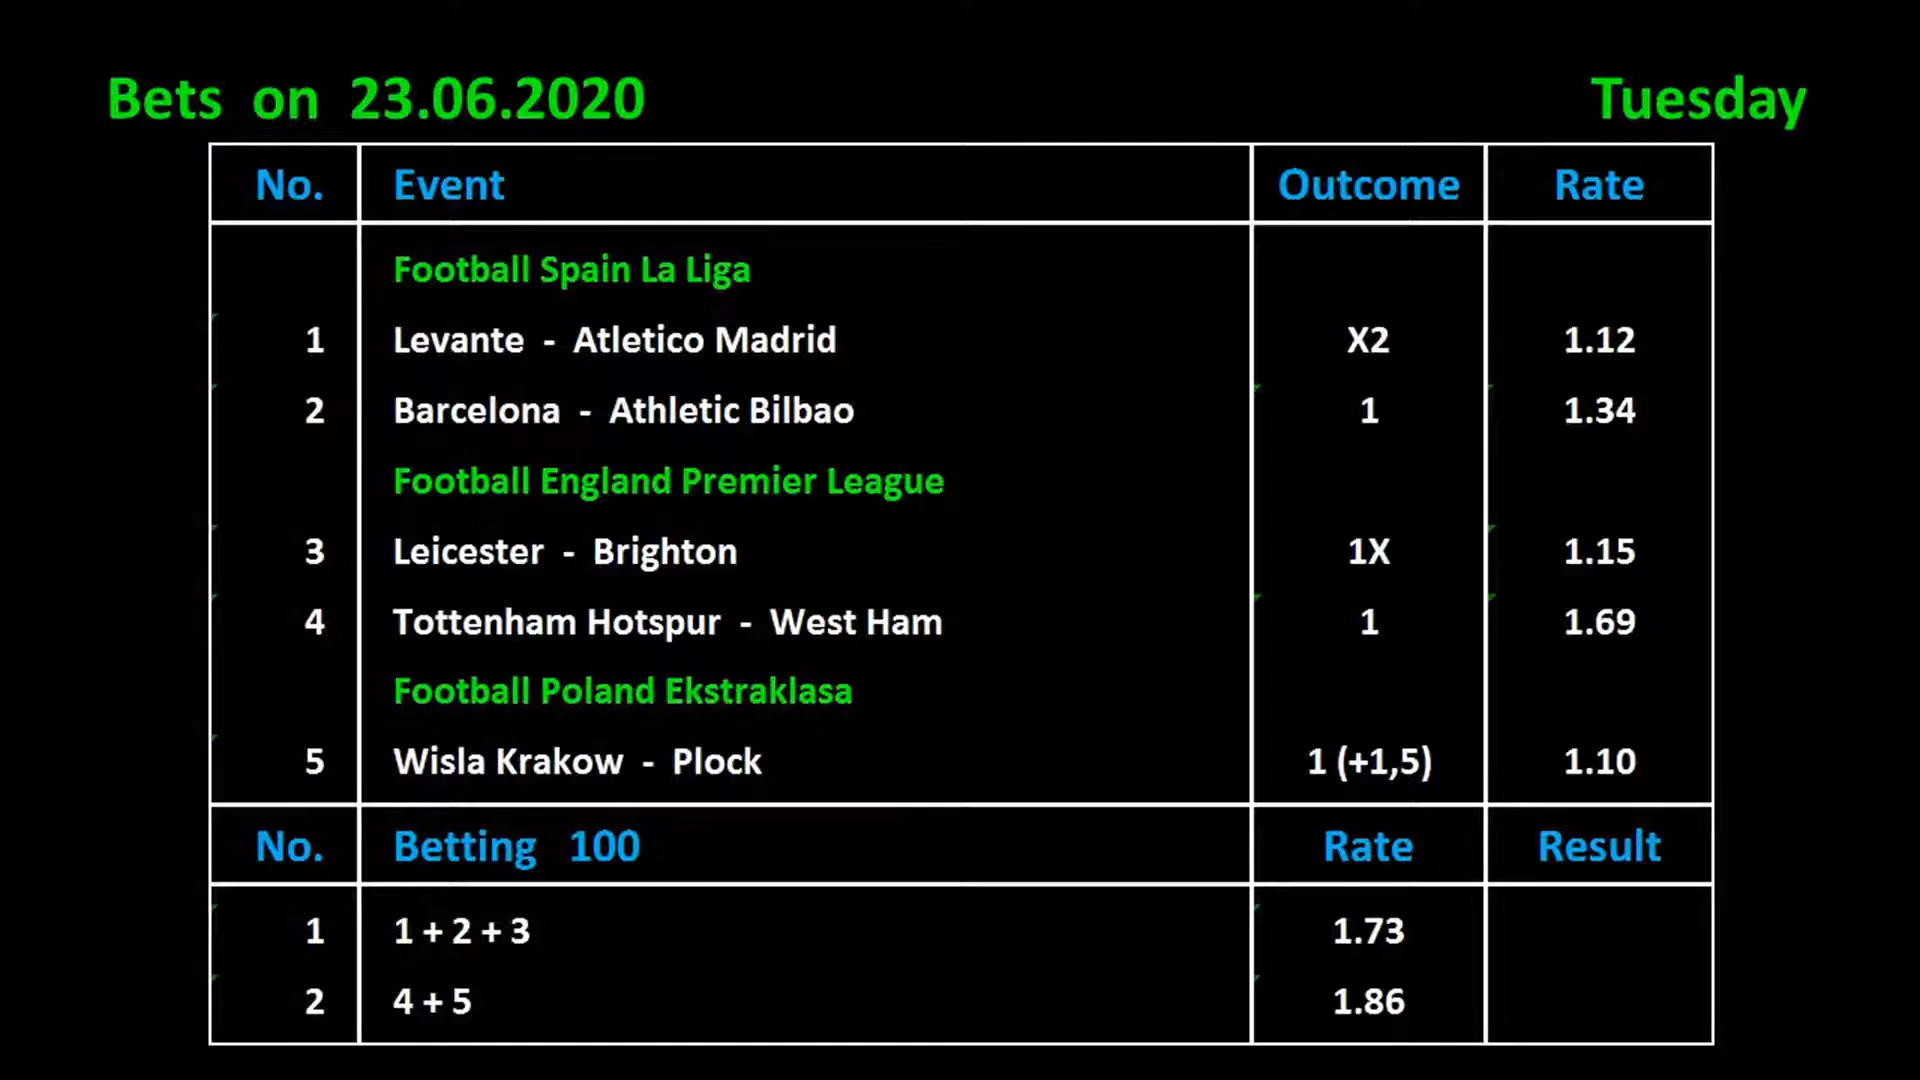 Bets on 23.06.2020 Tuesday
No. Event Outcome Rate
Football Spain La Liga
1 Levante - Atletico Madrid X2 1.12
2 Barcelona - Athletic Bilbao 1 1.34
Football England Premier League
3 Leicester - Brighton 1X 1.15
4 Tottenham Hotspur - West Ham 1 1.69
Football Poland Ekstraklasa
5 Wisla Krakow - Plock 1 (+1,5) 1.10
No. Betting 100 Rate Result
1 1 + 2 + 3 1.73
2 4 + 5 1.86